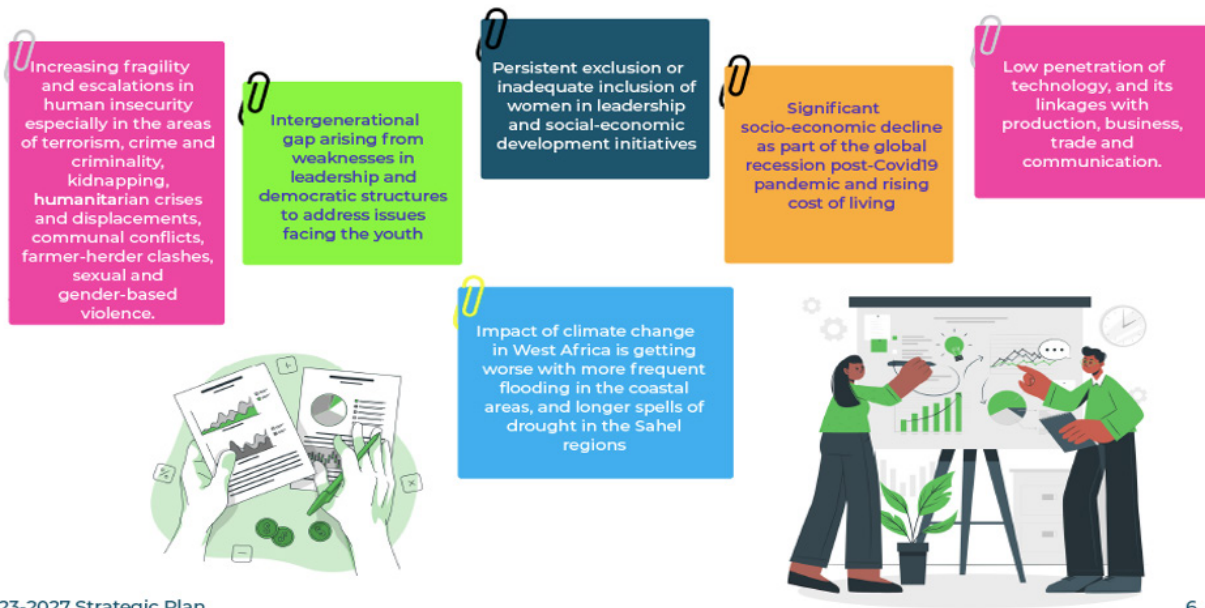 Increasing fragility
and escalations in
human insecurity
especially in the areas
of terrorism, crime and
criminality,
kidnapping,
humanitarian crises
and displacements,
communal conflicts,
farmer-herder clashes,
sexual and
gender-based
violence.
Intergenerational
gap arising from
weaknesses in
leadership and
democratic structures
to address issues
facing the youth
Persistent exclusion or
inadequate inclusion of
women in leadership
and social-economic
development initiatives
Significant
socio-economic decline
as part of the global
recession post-Covid19
pandemic and rising
cost of living
Low penetration of
technology, and its
linkages with
production, business,
trade and
communication.
Impact of climate change
in West Africa is getting
worse with more frequent
flooding in the coastal
areas, and longer spells of
drought in the Sahel
regions
23-2027 Strategic Plan
6